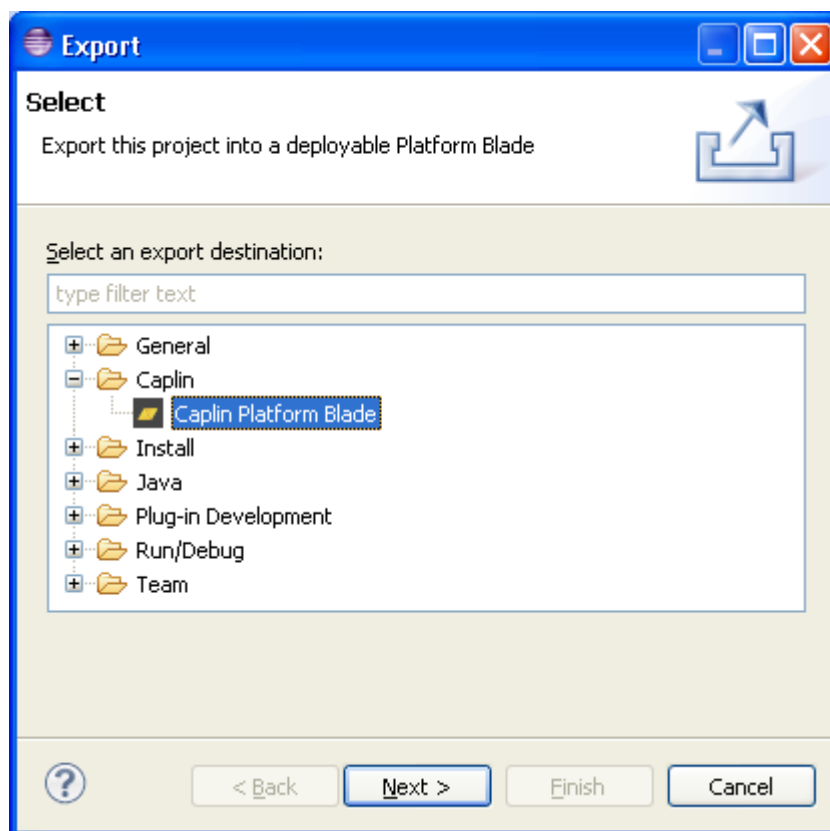 Export
Select
Export this project into a deployable Platform Blade
Select an export destination:
type filter text
General
Caplin
Caplin Platform Blade
Install
Java
Plug-in Development
Run/Debug
Team
? < Back Next > Finish Cancel